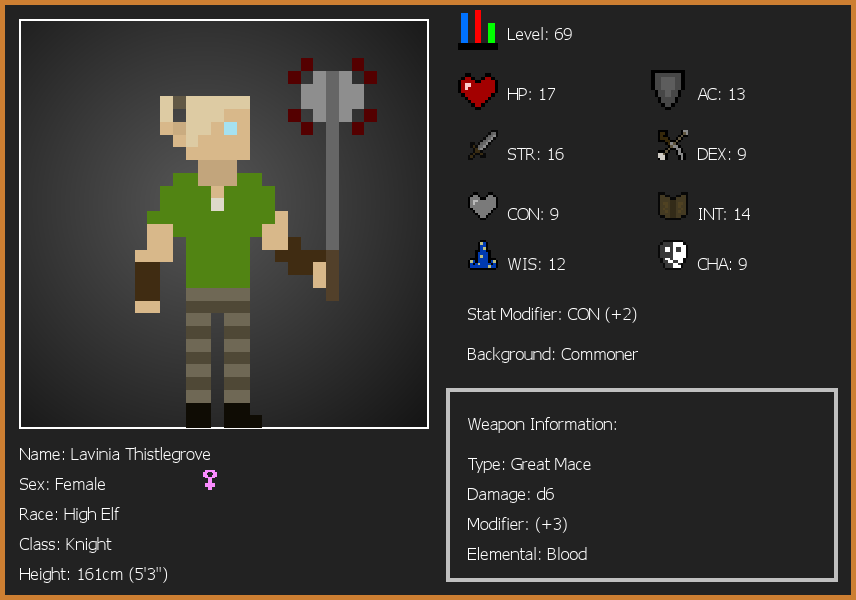 Level: 69
HP: 17
AC: 13
STR: 16
DEX: 9
CON: 9
INT: 14
WIS: 12
CHA: 9
Stat Modifier: CON (+2)
Background: Commoner
Weapon Information:
Type: Great Mace
Damage: d6
Modifier: (+3)
Elemental: Blood
Name: Lavinia Thistlegrove
Sex: Female
Race: High Elf
Class: Knight
Height: 161cm (5'3")